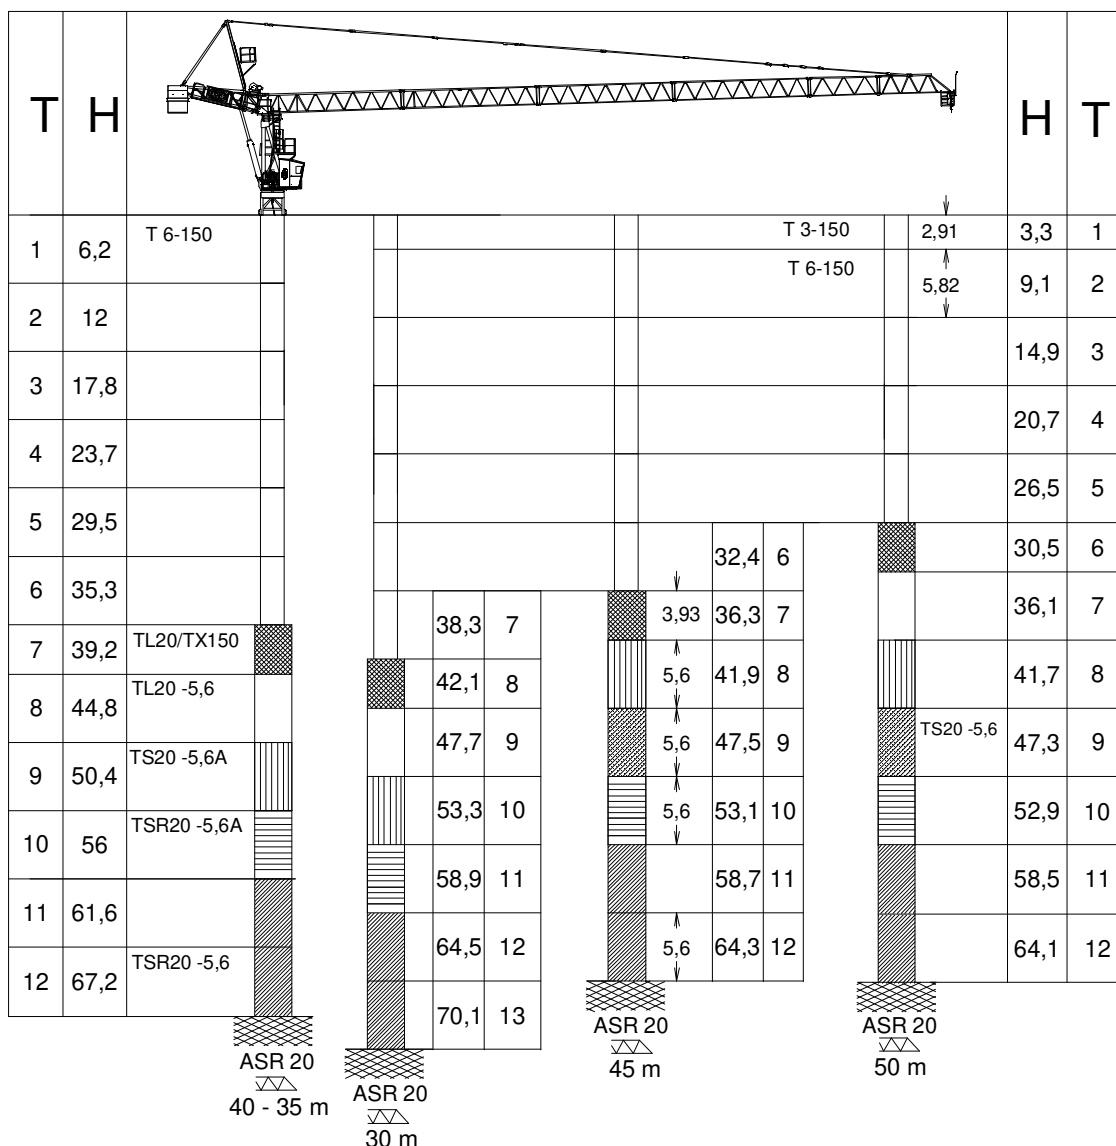 T H H T
T 6-150 T 3-150 2,91 3,3 1
1 6,2
T 6-150 5,82 9,1 2
2 12
14,9 3
3 17,8
20,7 4
4 23,7
26,5 5
5 29,5
32,4 6 30,5 6
6 35,3 38,3 7 3,93 36,3 7 36,1 7
7 39,2 TL20/TX150
42,1 8 5,6 41,9 8 41,7 8
8 44,8 TL20 -5,6
47,7 9 5,6 47,5 9 TS20 -5,6 47,3 9
9 50,4 TS20 -5,6A
53,3 10 5,6 53,1 10 52,9 10
10 56 TSR20 -5,6A
58,9 11 58,7 11 58,5 11
11 61,6
64,5 12 5,6 64,3 12 64,1 12
12 67,2 TSR20 -5,6
70,1 13
ASR 20 ASR 20
45 m 50 m
ASR 20
40 - 35 m
ASR 20
30 m